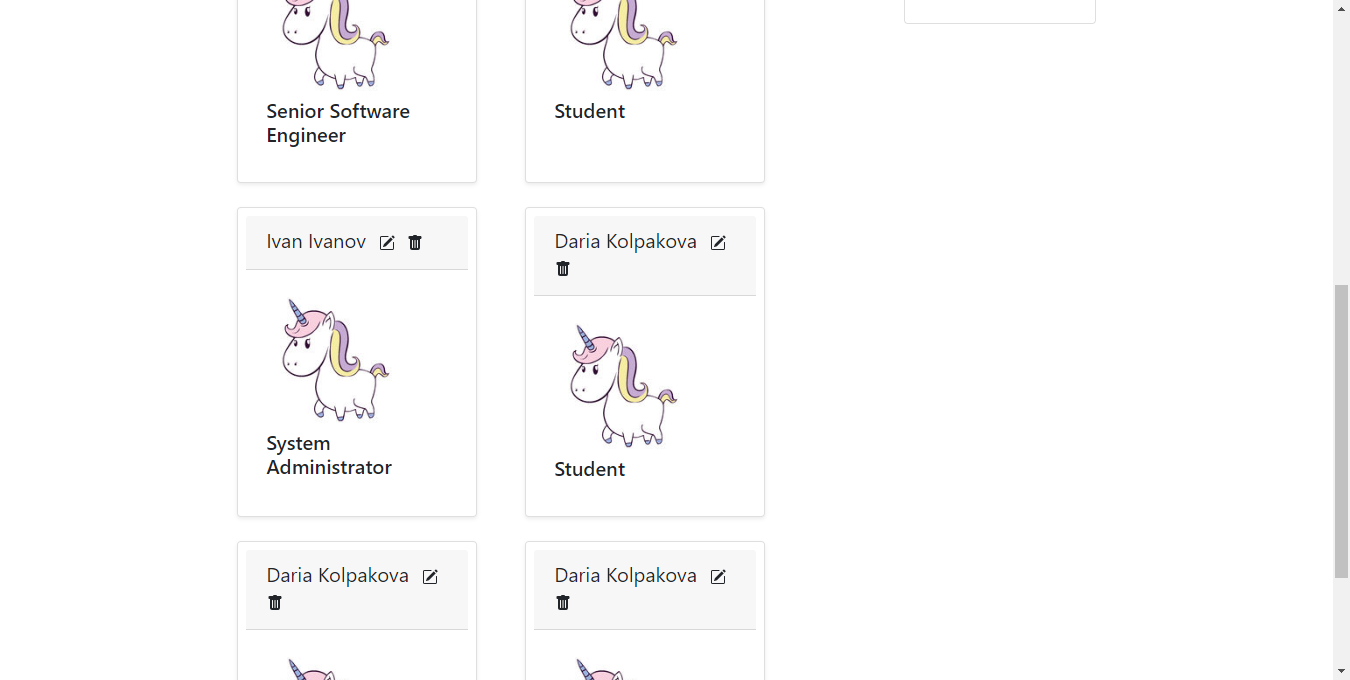 Senior Software
Engineer
Student
Ivan Ivanov
Daria Kolpakova
System
Administrator
Student
Daria Kolpakova
Daria Kolpakova